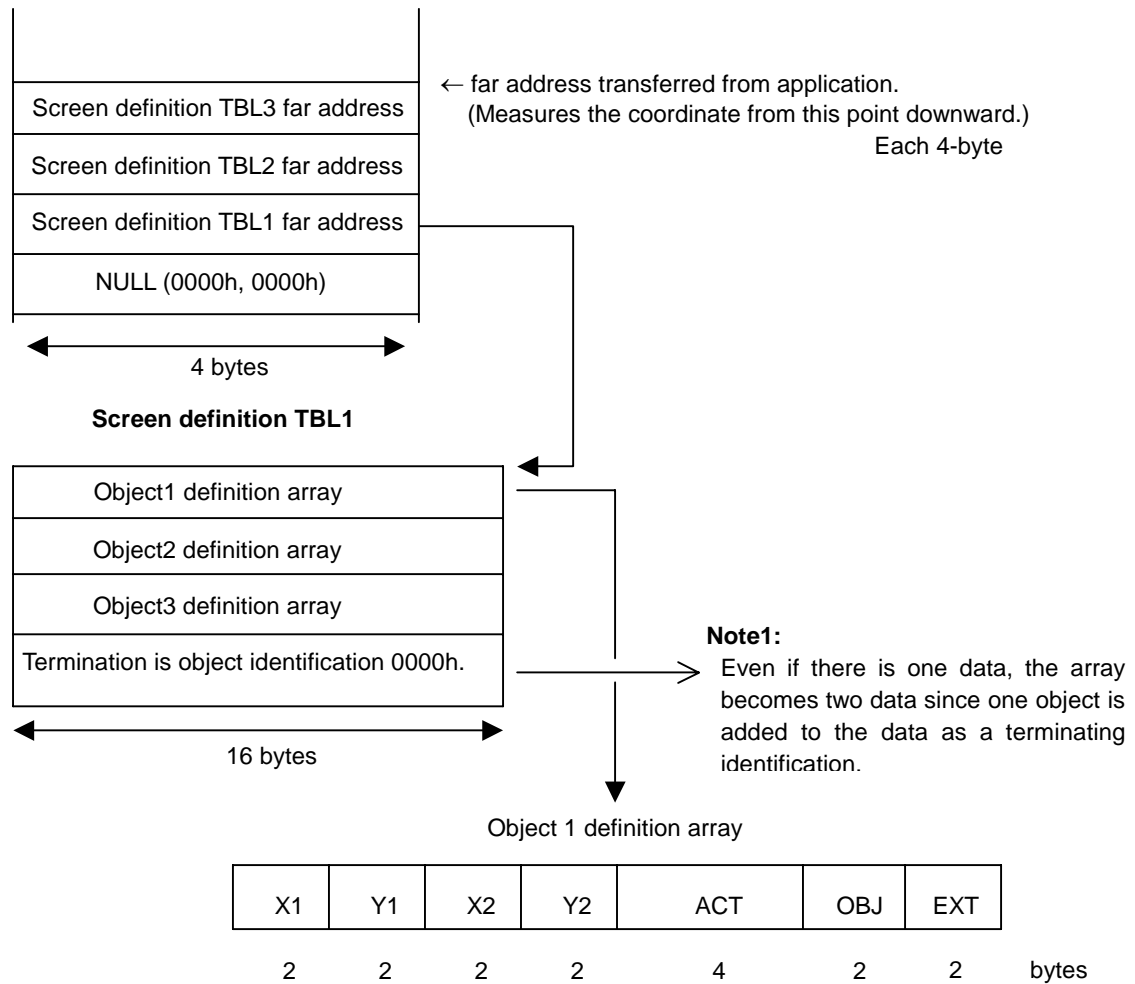 ← far address transferred from application.
Screen definition TBL3 far address
(Measures the coordinate from this point downward.)
Each 4-byte
Screen definition TBL2 far address
Screen definition TBL1 far address
NULL (0000h, 0000h)
4 bytes
Screen definition TBL1
Object1 definition array
Object2 definition array
Object3 definition array
Termination is object identification 0000h.
16 bytes
Note1:
Even if there is one data, the array
becomes two data since one object is
added to the data as a terminating
identification.
Object 1 definition array
X1 Y1 X2 Y2 ACT OBJ EXT
2 2 2 2 4 2 2 bytes